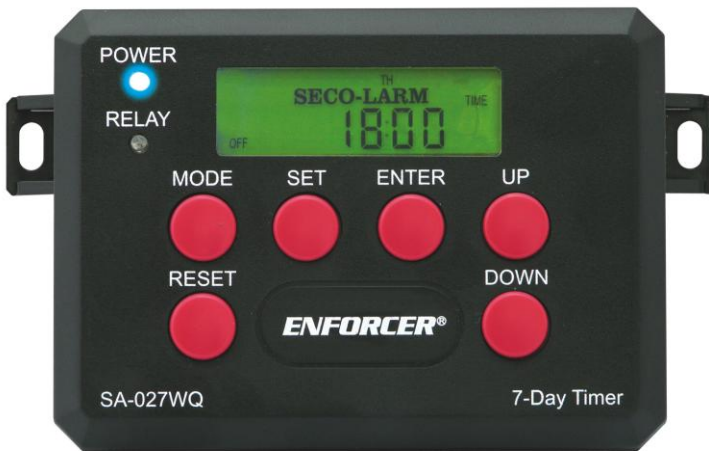 POWER
TH
SECO-LARM
TIME
RELAY
OFF
18:00
MODE SET ENTER UP
RESET DOWN
ENFORCER®
SA-027WQ 7-Day Timer